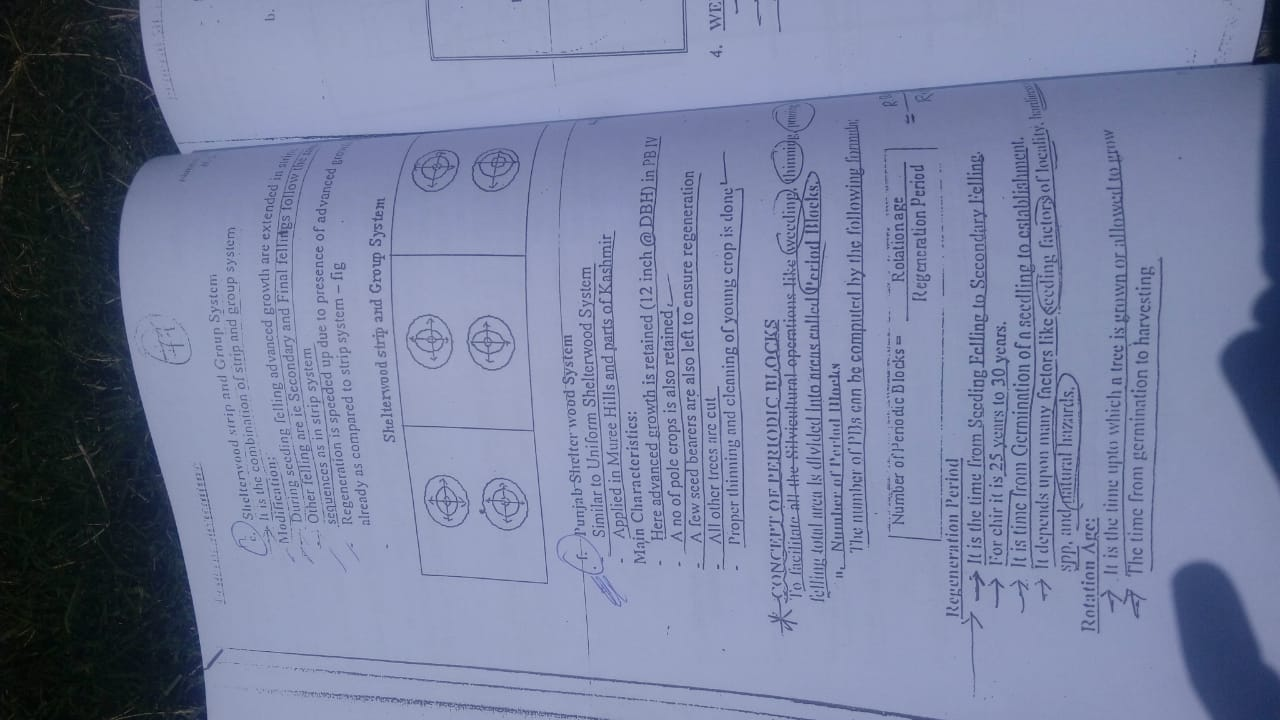 b.
4. WE
Shelterwood strip and Group System
It is the combination of strip and group system
Modification:
- During seeding felling advanced growth are extended in
- Other felling are ie Secondary and Final fellings follow the
sequences as in strip system
- Regeneration is speeded up due to presence of advanced
already as compared to strip system – fig
Shelterwood strip and Group System
Punjab Shelter wood System
Similar to Uniform Shelterwood System
- Applied in Muree Hills and parts of Kashmir
Main Characteristics:
- Here advanced growth is retained (12 inch @ DBH) in PB IV
- A no of pole crops is also retained.
- A few seed bearers are also left to ensure regeneration
- All other trees are cut
- Proper thinning and cleaning of young crop is done
* CONCEPT OF PERIODIC BLOCKS
To facilitate all the Silvicultural operations like weeding, thinning,
felling total area is divided into areas called Period Blocks.
Number of Period Blocks
The number of PBs can be computed by the following formula:
Number of Periodic Blocks = Rotation age
Regeneration Period
Regeneration Period
→ It is the time from Seeding Felling to Secondary Felling.
→ For chir it is 25 years to 30 years.
→ It is time from Germination of seedling to establishment.
→ It depends upon many factors like seeding factors of locality,
spp, and natural hazards.
Rotation Age:
→ It is the time upto which a tree is grown or allowed to grow
→ The time from germination to harvesting